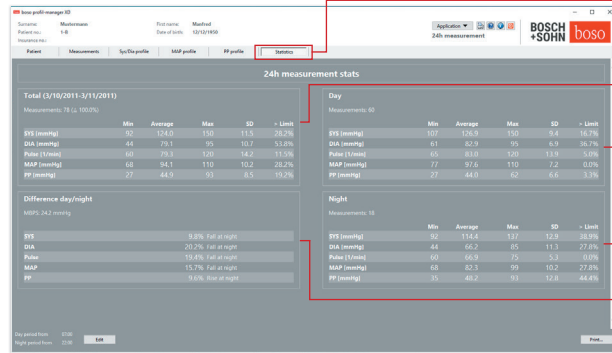 boso profil-manager XD
Surname: Mustermann First name: Manfred
Patient no.: 1-B Date of birth: 12/12/1950
Insurance no.:
Application
24h measurement
BOSCH +SOHN boso
Patient Measurements Sys/Dia profile MAP profile PP profile Statistics
24h measurement stats
Total (3/10/2011-3/11/2011)
Measurements: 78 (≙ 100.0%)
Min Average Max SD > Limit
SYS [mmHg] 92 124.0 150 11.5 28.2%
DIA [mmHg] 44 79.1 95 10.7 53.8%
Pulse [1/min] 60 79.3 120 14.2 11.5%
MAP [mmHg] 68 94.1 110 10.2 28.2%
PP [mmHg] 27 44.9 93 8.5 19.2%
Day
Measurements: 60
Min Average Max SD > Limit
SYS [mmHg] 107 126.9 150 9.4 16.7%
DIA [mmHg] 61 82.9 95 6.9 36.7%
Pulse [1/min] 65 83.0 120 13.9 5.0%
MAP [mmHg] 77 97.6 110 7.2 0.0%
PP [mmHg] 27 44.0 62 6.6 3.3%
Difference day/night
MBPS: 24.2 mmHg
SYS 9.8% Fall at night
DIA 20.2% Fall at night
Pulse 19.4% Fall at night
MAP 15.7% Fall at night
PP 9.6% Rise at night
Night
Measurements: 18
Min Average Max SD > Limit
SYS [mmHg] 92 114.4 137 12.9 38.9%
DIA [mmHg] 44 66.2 85 11.3 27.8%
Pulse [1/min] 60 66.9 75 5.3 0.0%
MAP [mmHg] 68 82.3 99 10.2 27.8%
PP [mmHg] 35 48.2 93 12.8 44.4%
Day period from 07:00
Night period from 22:00
Edit
Print...